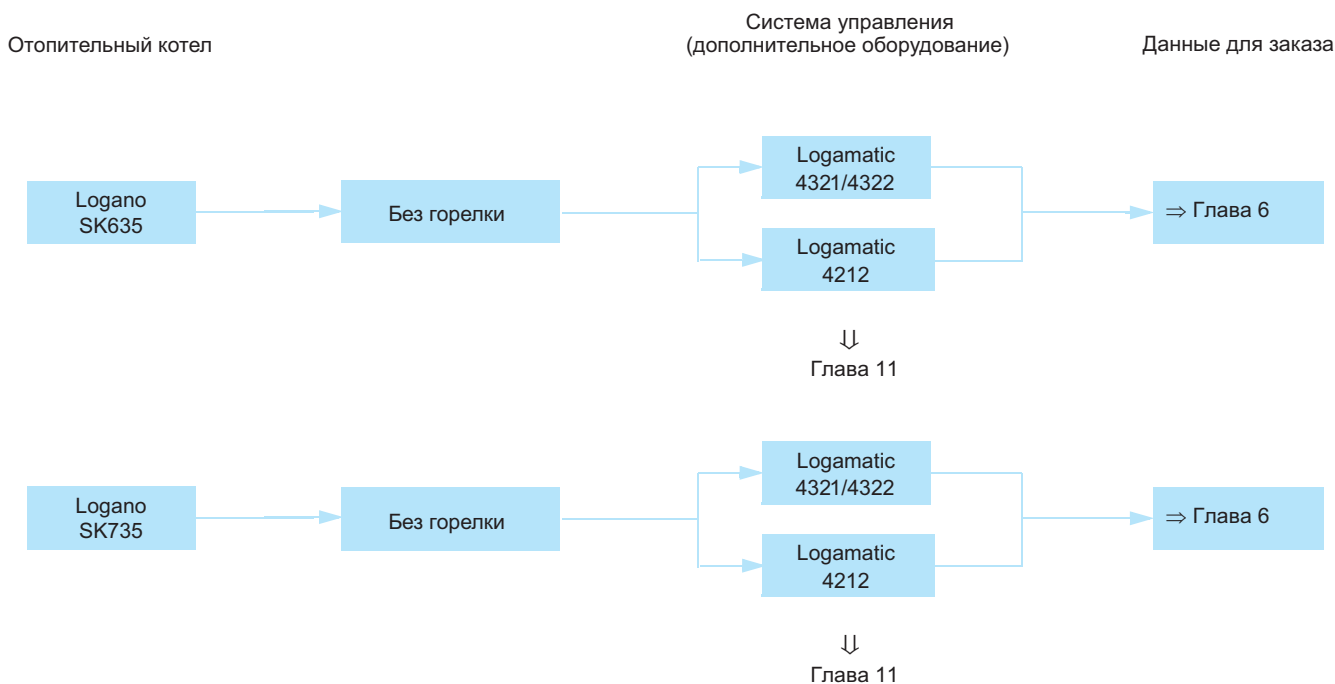 Отопительный котел
Система управления
(дополнительное оборудование)
Данные для заказа
Logano
SK635
Без горелки
Logamatic
4321/4322
Logamatic
4212
⇒ Глава 6
⇓
Глава 11
Logano
SK735
Без горелки
Logamatic
4321/4322
Logamatic
4212
⇒ Глава 6
⇓
Глава 11